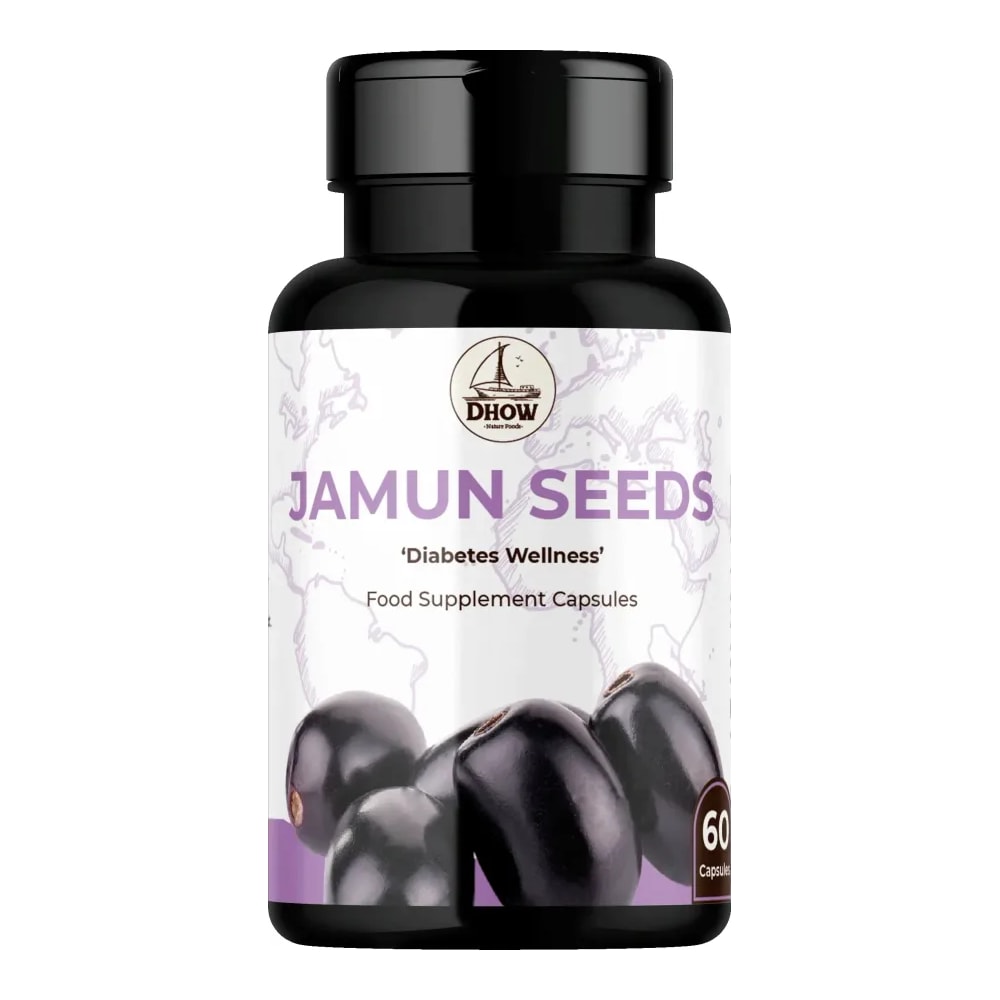 DHOW
-Nature Foods-
JAMUN SEEDS
‘Diabetes Wellness’
Food Supplement Capsules
60
Capsules